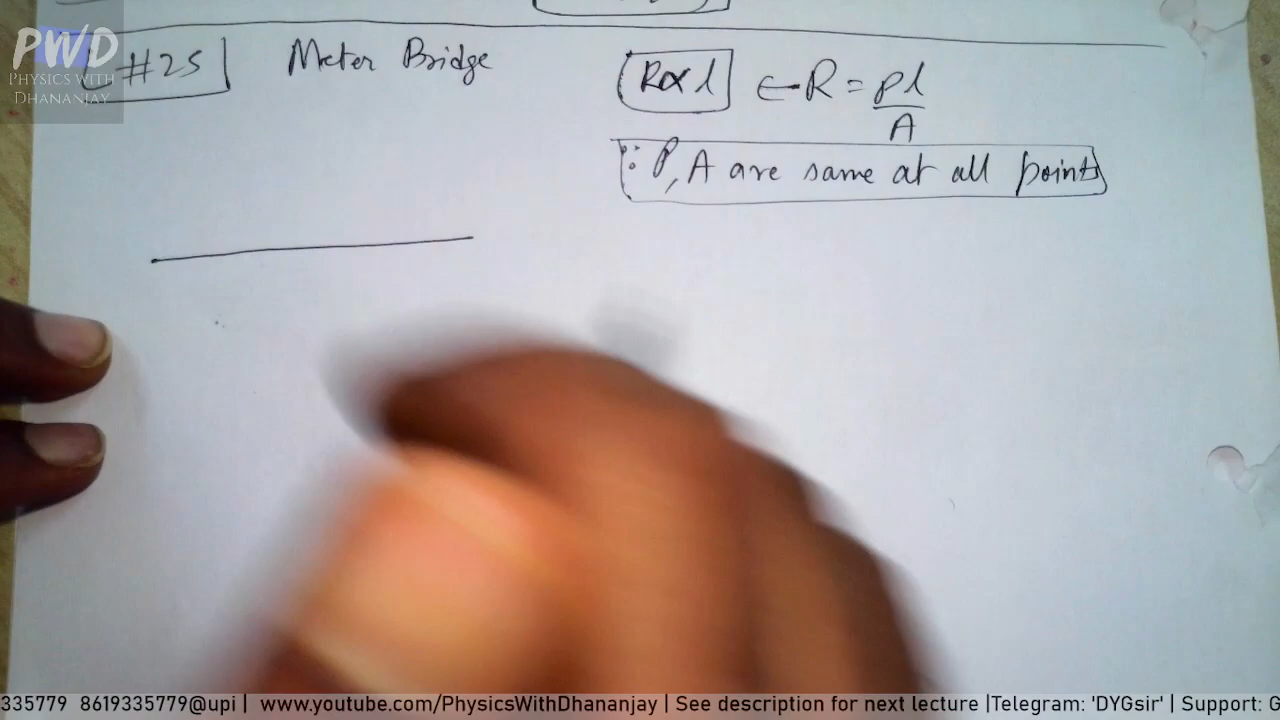 PWD
PHYSICS WITH
DHANANJAY
#25
Meter Bridge
R∝l ← R = ρl/A
∵ ρ, A are same at all points
335779 8619335779@upi | www.youtube.com/PhysicsWithDhananjay | See description for next lecture |Telegram: 'DYGsir' | Support: G